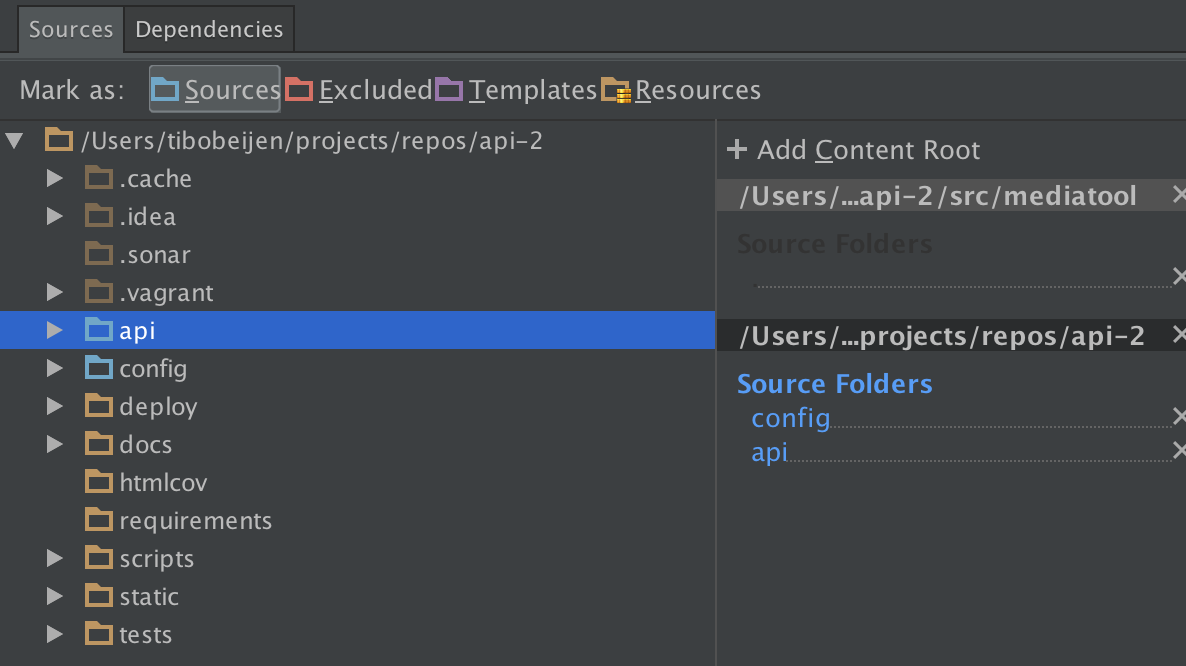 Sources Dependencies
Mark as: Sources Excluded Templates Resources
/Users/tibobeijen/projects/repos/api-2
.cache
.idea
.sonar
.vagrant
api
config
deploy
docs
htmlcov
requirements
scripts
static
tests
+ Add Content Root
/Users/...api-2/src/mediatool
Source Folders
.
/Users/...projects/repos/api-2
Source Folders
config
api